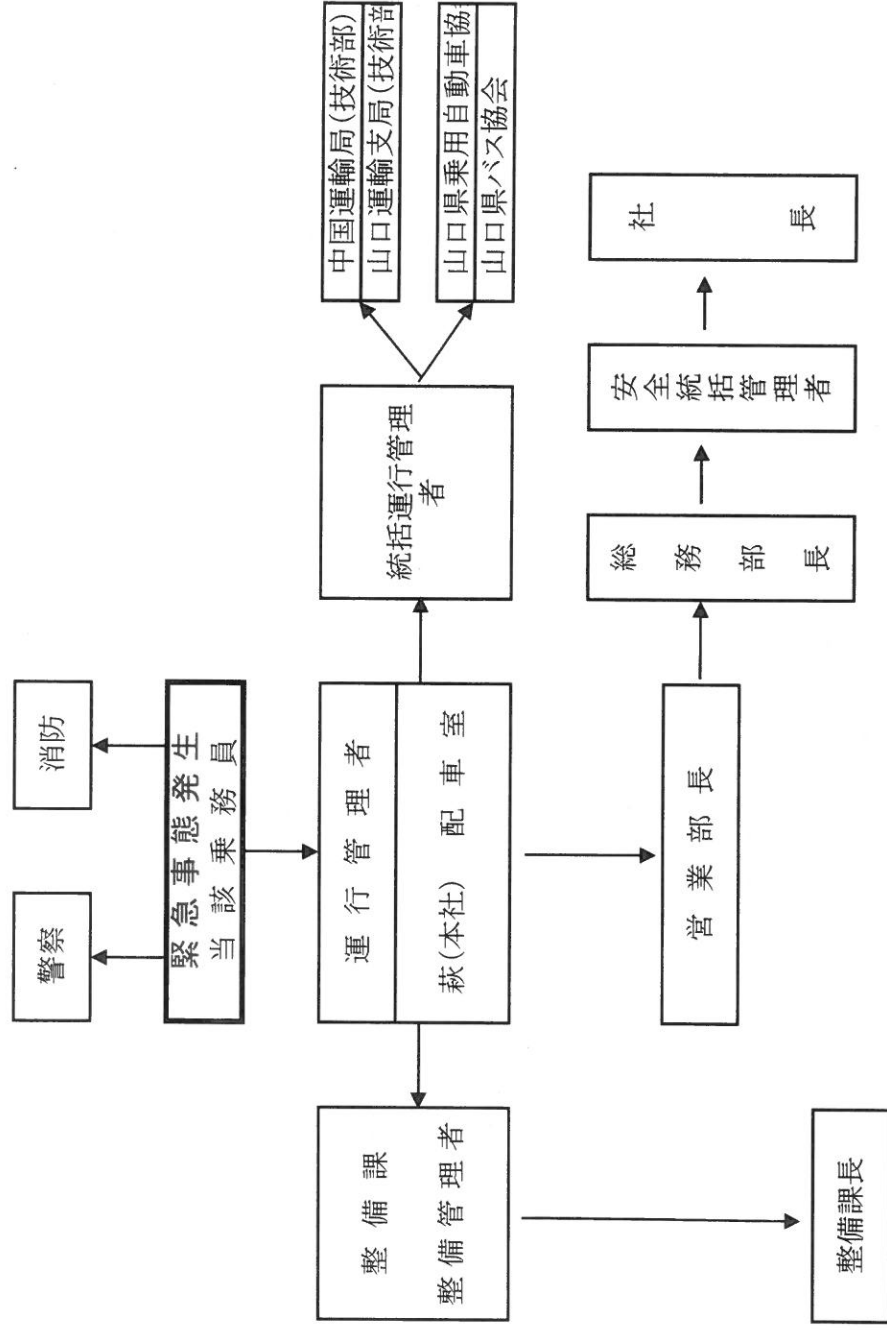 警察
消防
緊急事態発生
当該乗務員
運行管理者
萩(本社) 配車室
整備課
整備管理者
統括運行管理
者
中国運輸局(技術部)
山口運輸支局(技術部
山口県乗用自動車協会
山口県バス協会
整備課長
営業部長
総務部長
安全統括管理者
社長